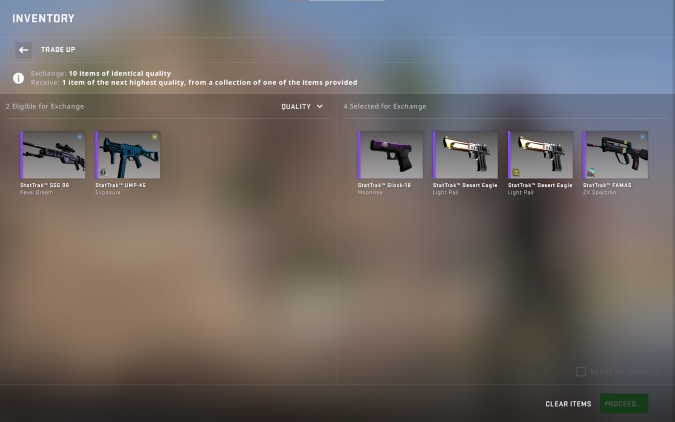 INVENTORY
TRADE UP
Exchange: 10 items of identical quality
Receive: 1 item of the next highest quality, from a collection of one of the items provided
2 Eligible for Exchange
QUALITY
4 Selected for Exchange
StatTrak™ SSG 08
Fever Dream
StatTrak™ UMP-45
Exposure
StatTrak™ Glock-18
Moonrise
StatTrak™ Desert Eagle
Light Rail
StatTrak™ Desert Eagle
Light Rail
StatTrak™ FAMAS
ZX Spectron
CLEAR ITEMS
PROCEED...